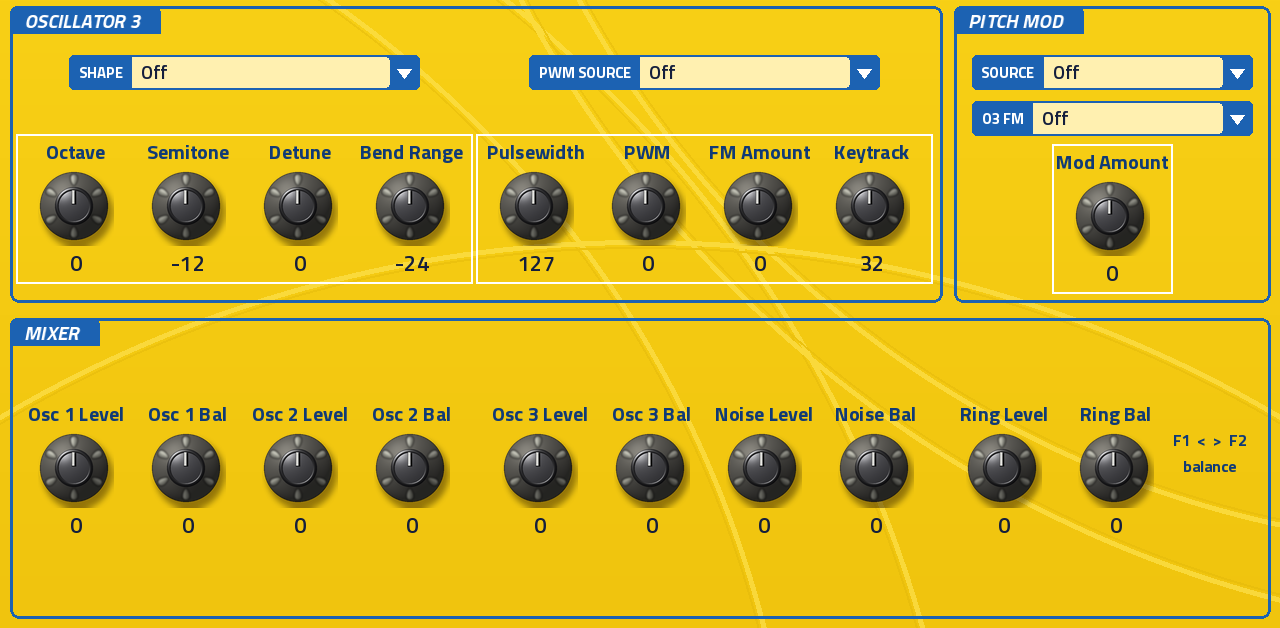 OSCILLATOR 3
SHAPE Off
PWM SOURCE Off
Octave Semitone Detune Bend Range Pulsewidth PWM FM Amount Keytrack
0 -12 0 -24 127 0 0 32
PITCH MOD
SOURCE Off
O3 FM Off
Mod Amount
0
MIXER
Osc 1 Level Osc 1 Bal Osc 2 Level Osc 2 Bal Osc 3 Level Osc 3 Bal Noise Level Noise Bal Ring Level Ring Bal
F1 < > F2
balance
0 0 0 0 0 0 0 0 0 0